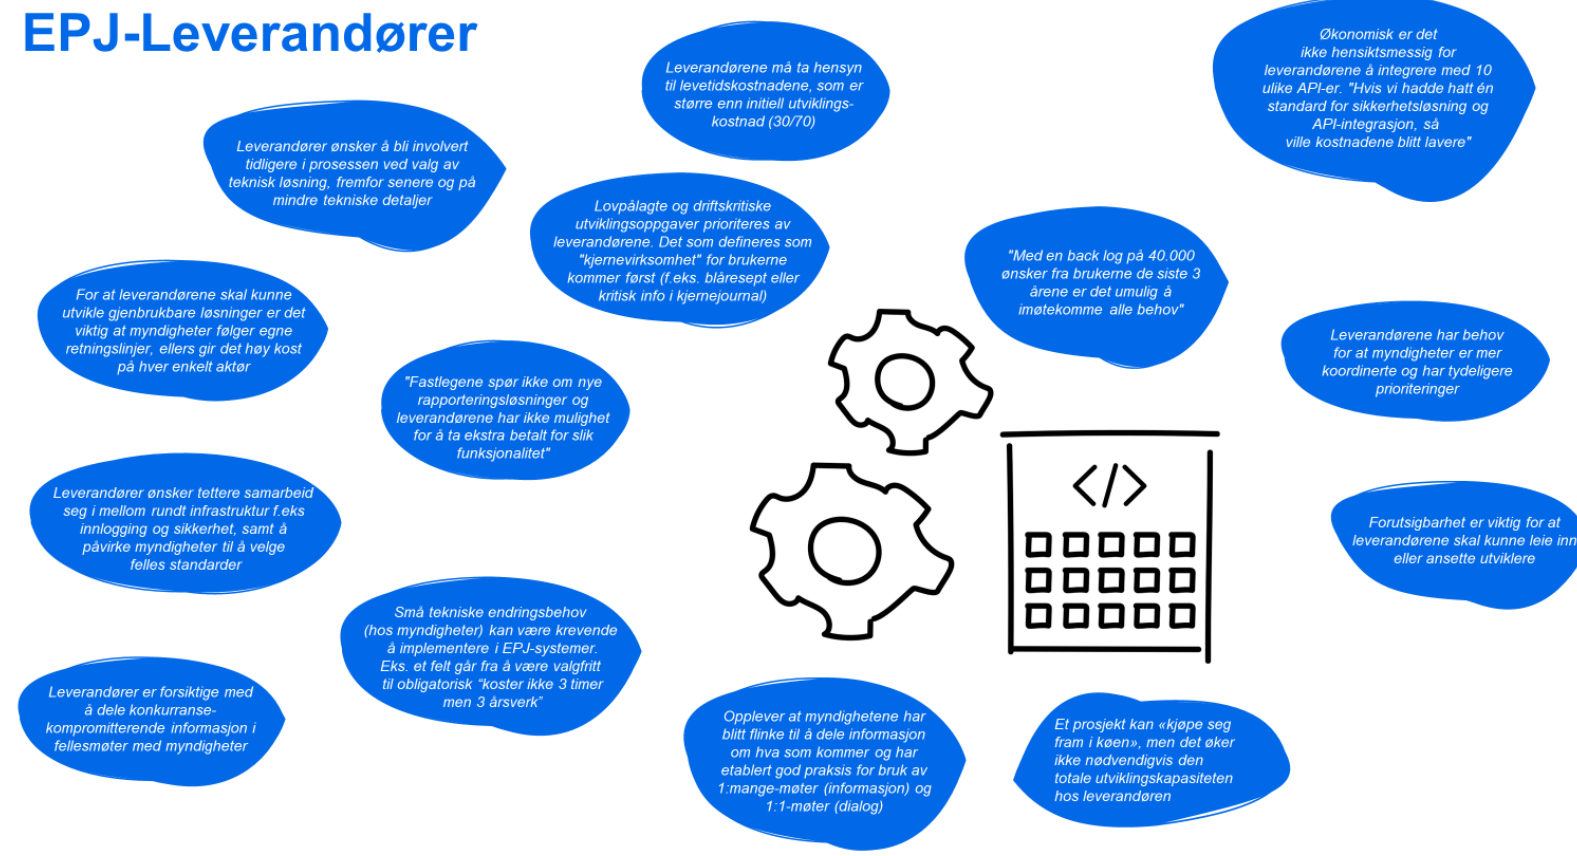 EPJ-Leverandører
Leverandørene må ta hensyn
til levetidskostnadene, som er
større enn initiell utviklings-
kostnad (30/70)
Økonomisk er det
ikke hensiktsmessig for
leverandørene å integrere med 10
ulike API-er. "Hvis vi hadde hatt én
standard for sikkerhetsløsning og
API-integrasjon, så
ville kostnadene blitt lavere"
Leverandører ønsker å bli involvert
tidligere i prosessen ved valg av
teknisk løsning, fremfor senere og på
mindre tekniske detaljer
Lovpålagte og driftskritiske
utviklingsoppgaver prioriteres av
leverandørene. Det som defineres som
"kjernevirksomhet" for brukerne
kommer først (f.eks. blåresept eller
kritisk info i kjernejournal)
"Med en back log på 40.000
ønsker fra brukerne de siste 3
årene er det umulig å
imøtekomme alle behov"
For at leverandørene skal kunne
utvikle gjenbrukbare løsninger er det
viktig at myndigheter følger egne
retningslinjer, ellers gir det høy kost
på hver enkelt aktør
Leverandørene har behov
for at myndigheter er mer
koordinerte og har tydeligere
prioriteringer
"Fastlegene spør ikke om nye
rapporteringsløsninger og
leverandørene har ikke mulighet
for å ta ekstra betalt for slik
funksjonalitet"
</>
Leverandører ønsker tettere samarbeid
seg i mellom rundt infrastruktur f.eks
innlogging og sikkerhet, samt å
påvirke myndigheter til å velge
felles standarder
Forutsigbarhet er viktig for at
leverandørene skal kunne leie inn
eller ansette utviklere
Små tekniske endringsbehov
(hos myndigheter) kan være krevende
å implementere i EPJ-systemer.
Eks. et felt går fra å være valgfritt
til obligatorisk “koster ikke 3 timer
men 3 årsverk”
Leverandører er forsiktige med
å dele konkurranse-
kompromitterende informasjon i
fellesmøter med myndigheter
Opplever at myndighetene har
blitt flinke til å dele informasjon
om hva som kommer og har
etablert god praksis for bruk av
1:mange-møter (informasjon) og
1:1-møter (dialog)
Et prosjekt kan «kjøpe seg
fram i køen», men det øker
ikke nødvendigvis den
totale utviklingskapasiteten
hos leverandøren